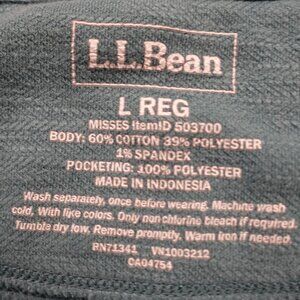 L.L.Bean
L REG
MISSES ItemID 503700
BODY: 60% COTTON 39% POLYESTER
1% SPANDEX
POCKETING: 100% POLYESTER
MADE IN INDONESIA
Wash separately, once before wearing. Machine wash
cold. With like colors. Only non chlorine bleach if required.
Tumble dry low. Remove promptly. Warm iron if needed.
RN71341 VN1003212
CA04754